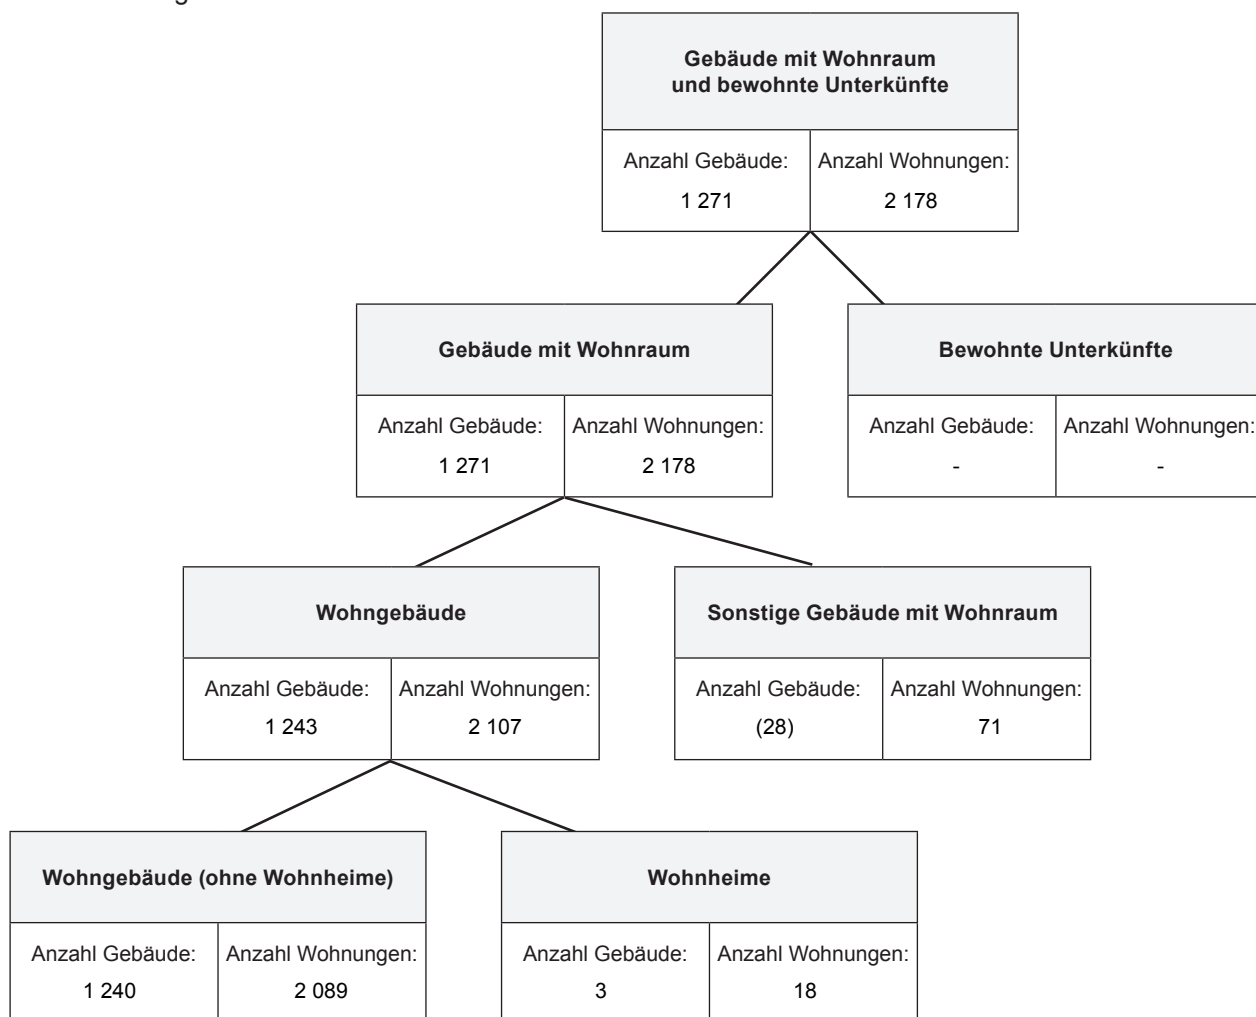 Gebäude mit Wohnraum
und bewohnte Unterkünfte
Anzahl Gebäude: Anzahl Wohnungen:
1 271 2 178
Gebäude mit Wohnraum
Anzahl Gebäude: Anzahl Wohnungen:
1 271 2 178
Bewohnte Unterkünfte
Anzahl Gebäude: Anzahl Wohnungen:
- -
Wohngebäude
Anzahl Gebäude: Anzahl Wohnungen:
1 243 2 107
Sonstige Gebäude mit Wohnraum
Anzahl Gebäude: Anzahl Wohnungen:
(28) 71
Wohngebäude (ohne Wohnheime)
Anzahl Gebäude: Anzahl Wohnungen:
1 240 2 089
Wohnheime
Anzahl Gebäude: Anzahl Wohnungen:
3 18